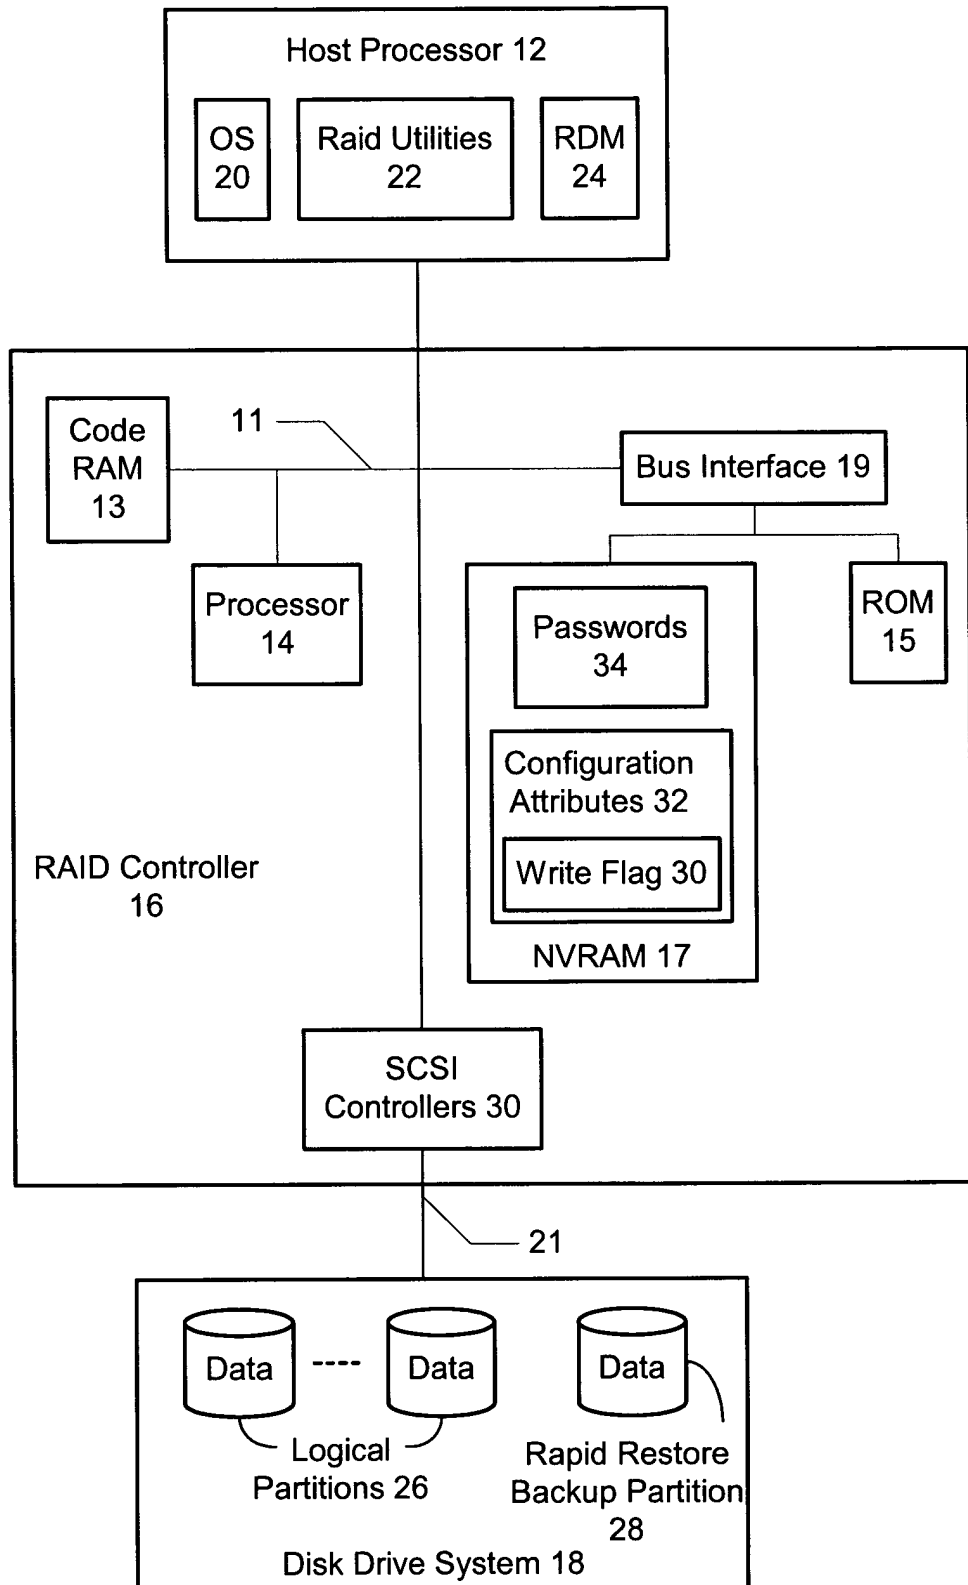 Host Processor 12
OS
20
Raid Utilities
22
RDM
24
11
Code
RAM
13
Bus Interface 19
Processor
14
Passwords
34
ROM
15
Configuration
Attributes 32
Write Flag 30
NVRAM 17
RAID Controller
16
SCSI
Controllers 30
21
Data
----
Data
Data
Logical
Partitions 26
Rapid Restore
Backup Partition
28
Disk Drive System 18